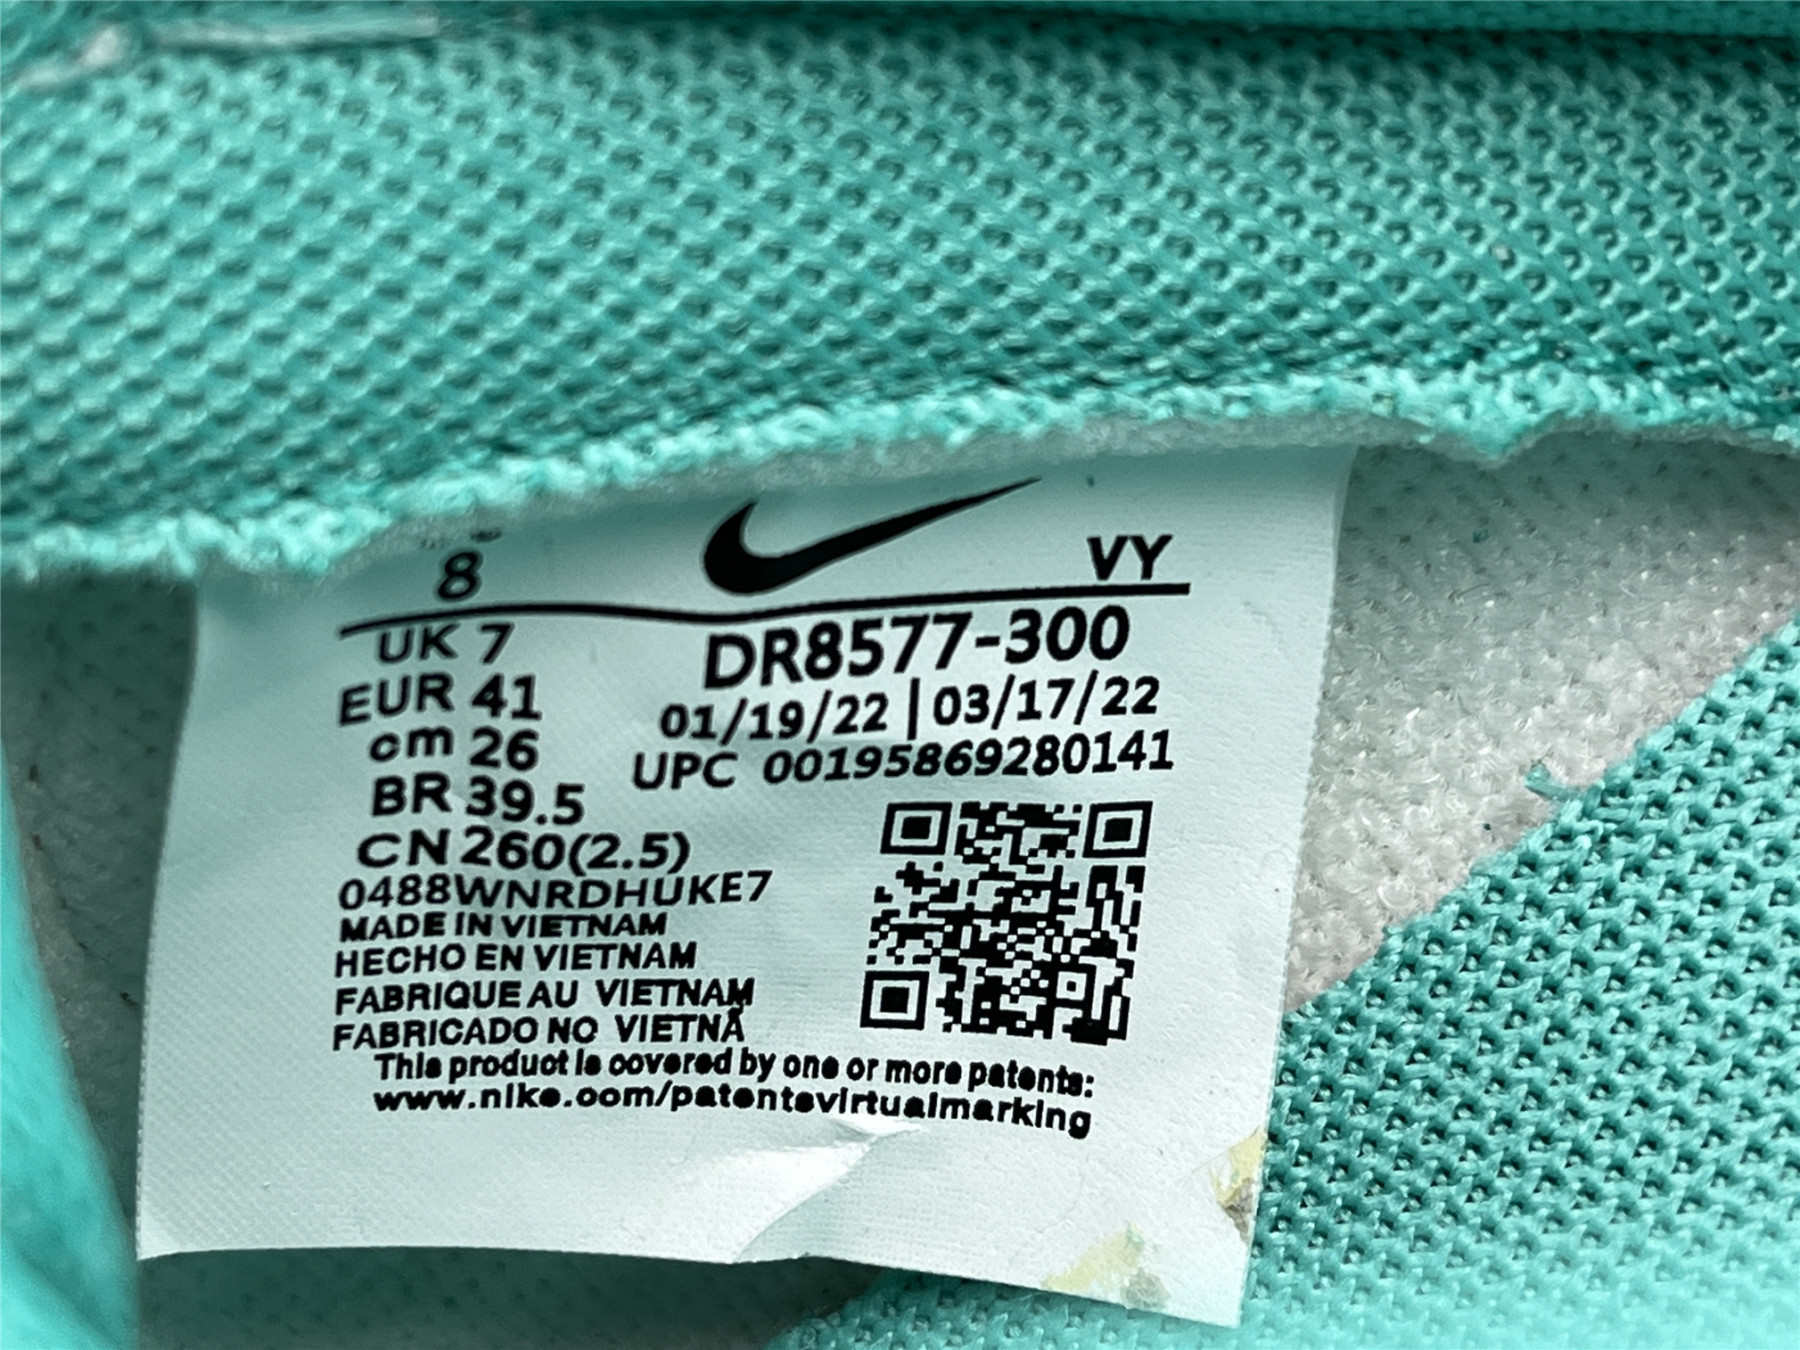 8 VY
UK 7 DR8577-300
EUR 41 01/19/22 | 03/17/22
cm 26 UPC 00195869280141
BR 39.5
CN 260(2.5)
0488WNRDHUKE7
MADE IN VIETNAM
HECHO EN VIETNAM
FABRIQUE AU VIETNAM
FABRICADO NO VIETNÃ
This product is covered by one or more patents:
www.nike.com/patentsvirtualmarking